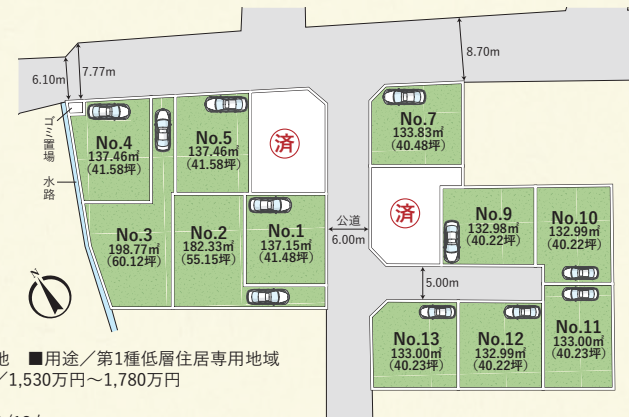 6.10m
7.77m
8.70m
ゴミ置場
水路
No.4
137.46㎡
(41.58坪)
No.5
137.46㎡
(41.58坪)
済
No.7
133.83㎡
(40.48坪)
No.3
198.77㎡
(60.12坪)
No.2
182.33㎡
(55.15坪)
No.1
137.15㎡
(41.48坪)
公道
6.00m
済
No.9
132.98㎡
(40.22坪)
No.10
132.99㎡
(40.22坪)
5.00m
N
No.13
133.00㎡
(40.23坪)
No.12
132.99㎡
(40.22坪)
No.11
133.00㎡
(40.23坪)
■用途／第1種低層住居専用地域
／1,530万円～1,780万円